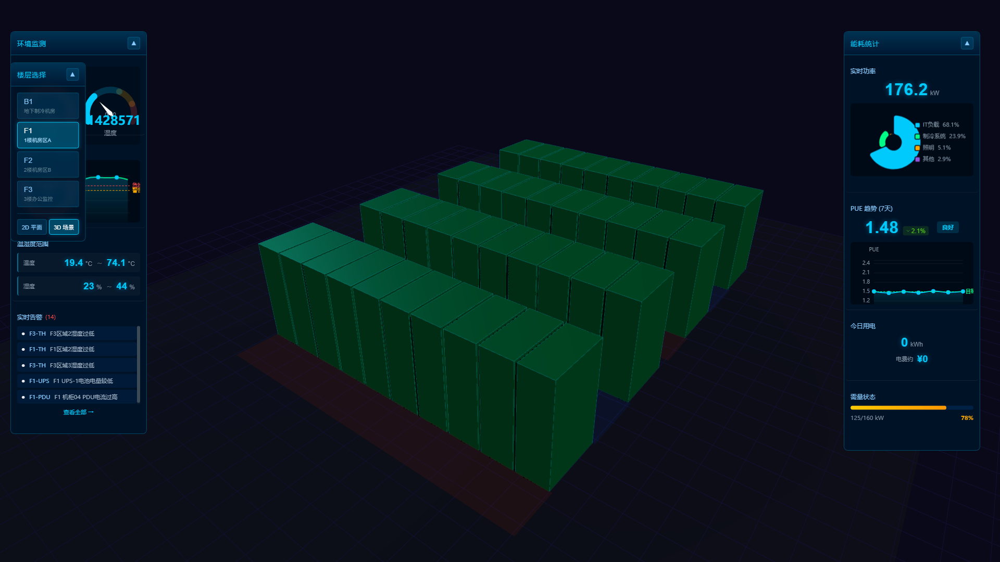 环境监测
▲
楼层选择
▲
B1
地下制冷机房
F1
1楼机房区A
F2
2楼机房区B
F3
3楼办公监控
2D 平面
3D 场景
1428571
湿度
温湿度范围
温度 19.4 °C ~ 74.1 °C
湿度 23 % ~ 44 %
实时告警 (14)
F3-TH F3区域2湿度过低
F1-TH F1区域2湿度过低
F3-TH F3区域3湿度过低
F1-UPS F1 UPS-1电池电量较低
F1-PDU F1 机柜04 PDU电流过高
查看全部 →
能耗统计
▲
实时功率
176.2 kW
IT负载 68.1%
制冷系统 23.9%
照明 5.1%
其他 2.9%
PUE 趋势 (7天)
1.48 2.1% 良好
PUE
2.4
2.1
1.8
1.5
目标
1.2
今日用电
0 kWh
电费约 ¥0
需量状态
125/160 kW 78%